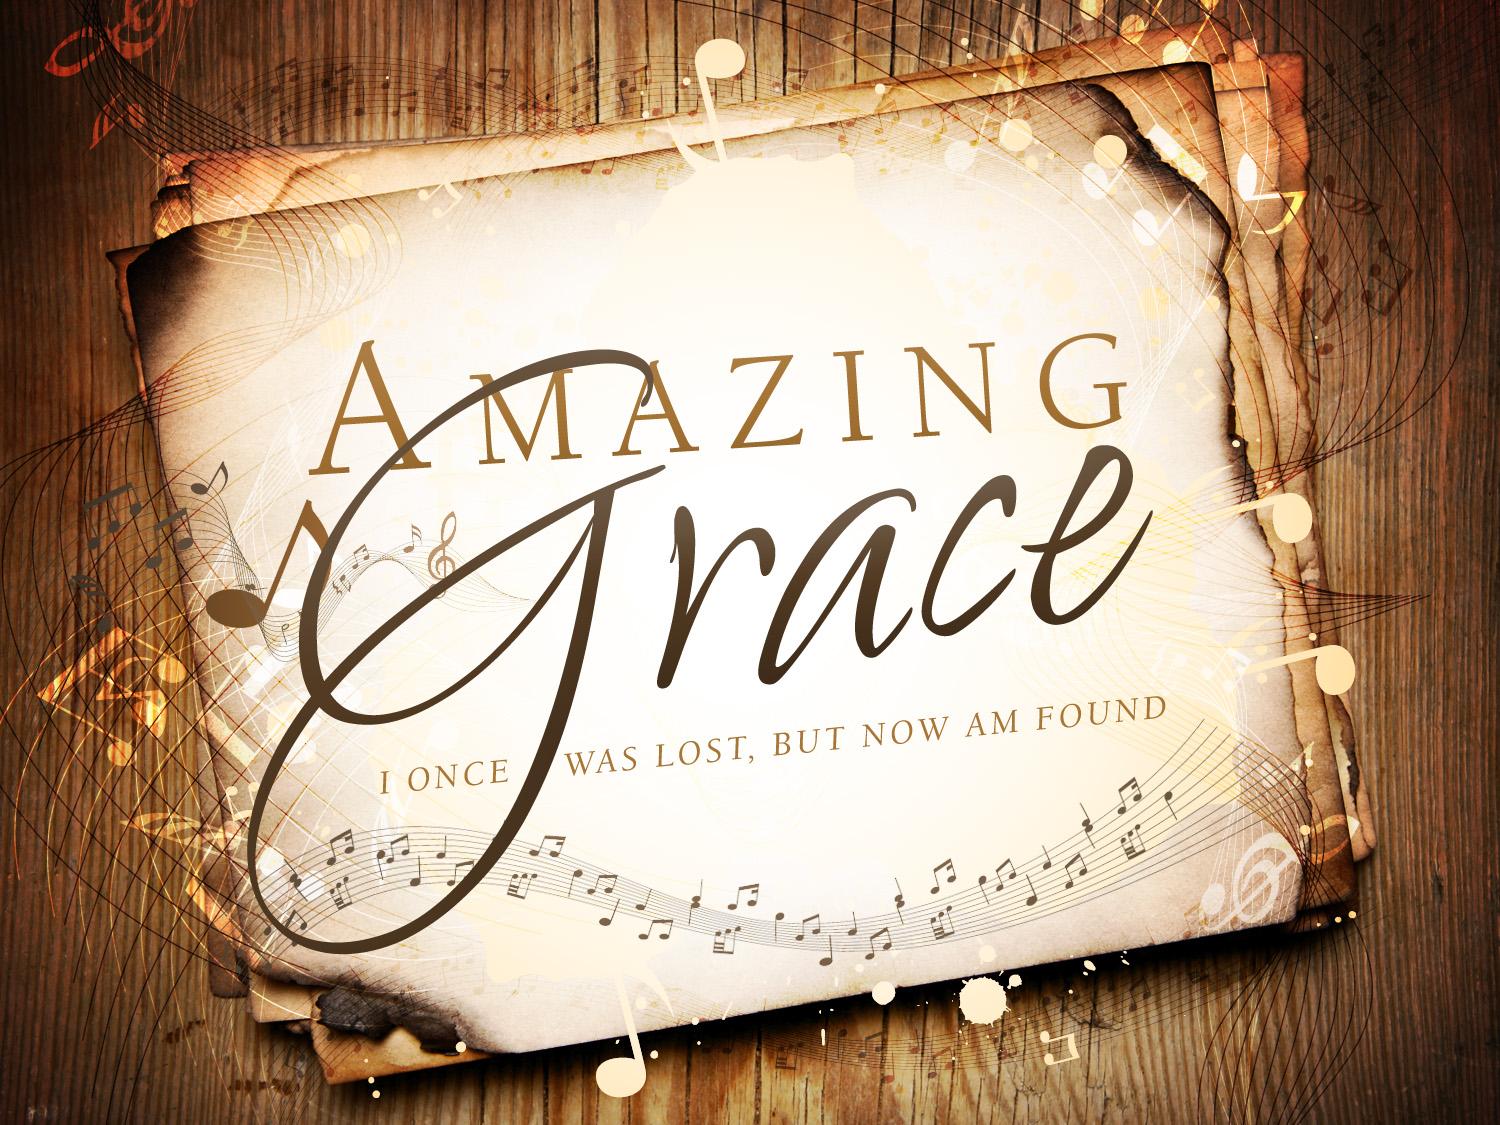 AMAZING
Grace
I ONCE WAS LOST, BUT NOW AM FOUND